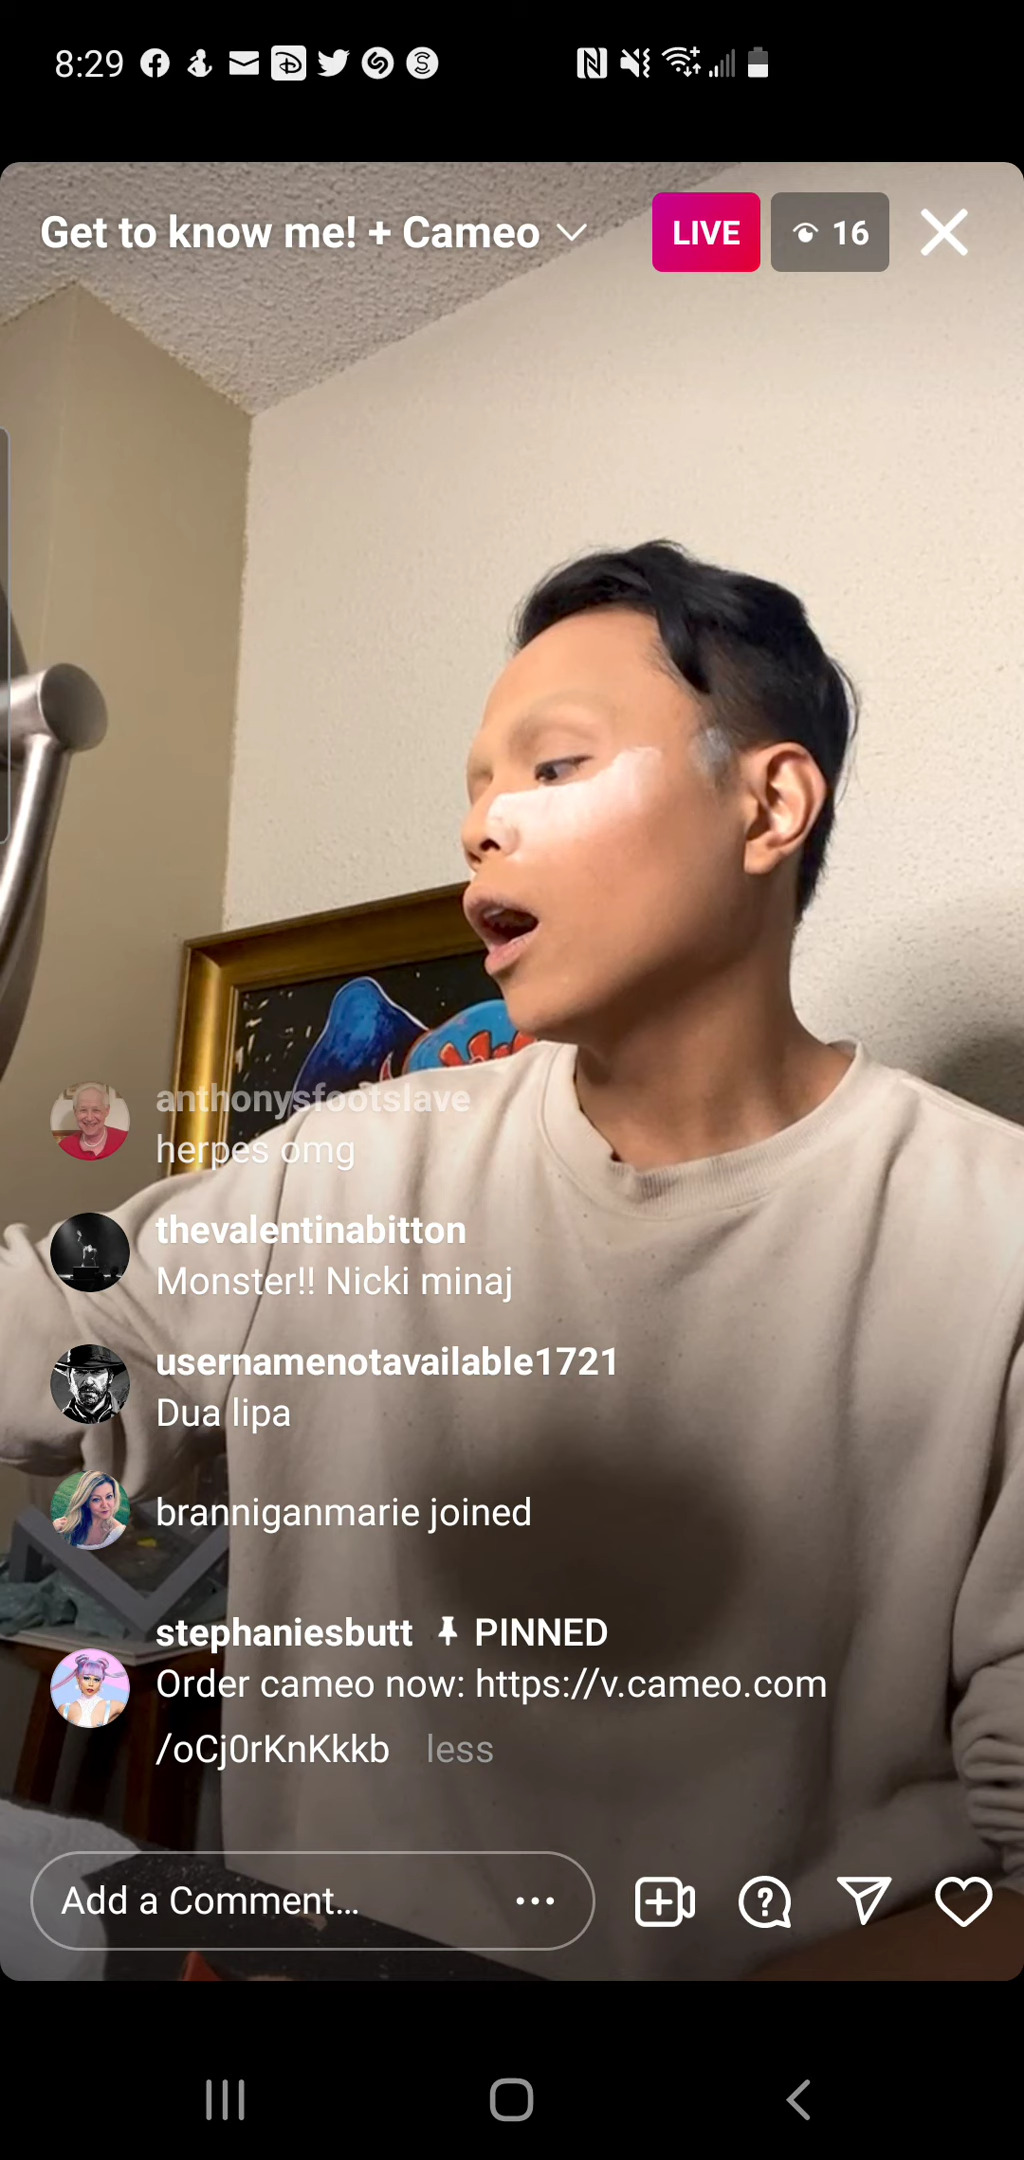 8:29
Get to know me! + Cameo
LIVE
16
anthonysfootslave
herpes omg
thevalentinabitton
Monster!! Nicki minaj
usernamenotavailable1721
Dua lipa
branniganmarie joined
stephaniesbutt PINNED
Order cameo now: https://v.cameo.com
/oCj0rKnKkkb less
Add a Comment...